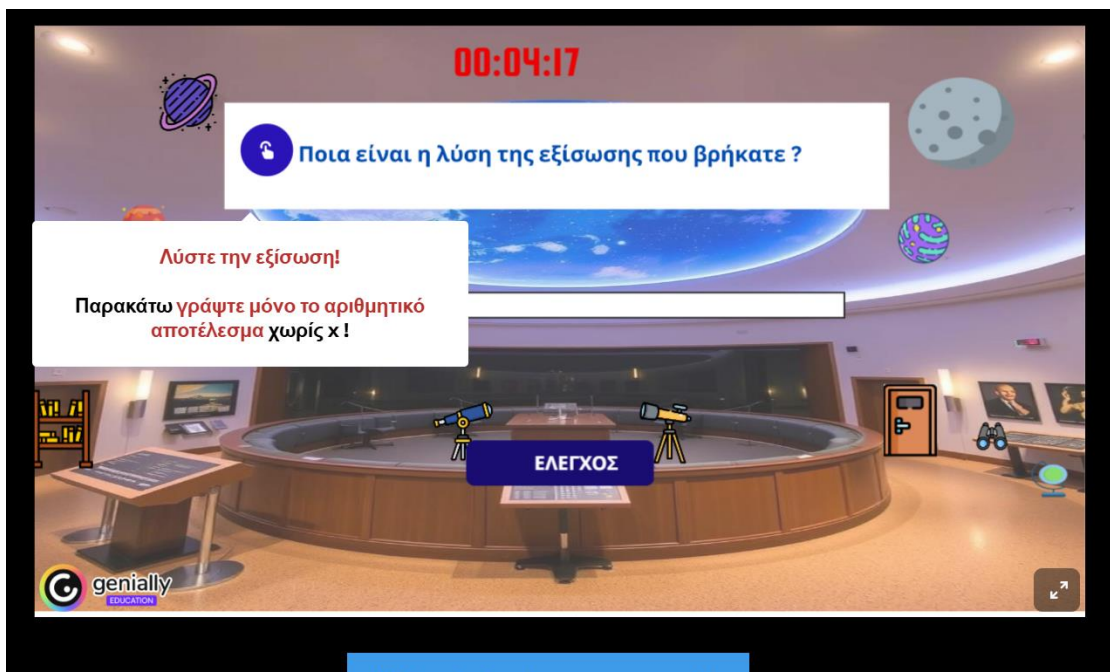 00:04:17
Ποια είναι η λύση της εξίσωσης που βρήκατε ?
Λύστε την εξίσωση!
Παρακάτω γράψτε μόνο το αριθμητικό
αποτέλεσμα χωρίς x !
ΕΛΕΓΧΟΣ
genially
EDUCATION